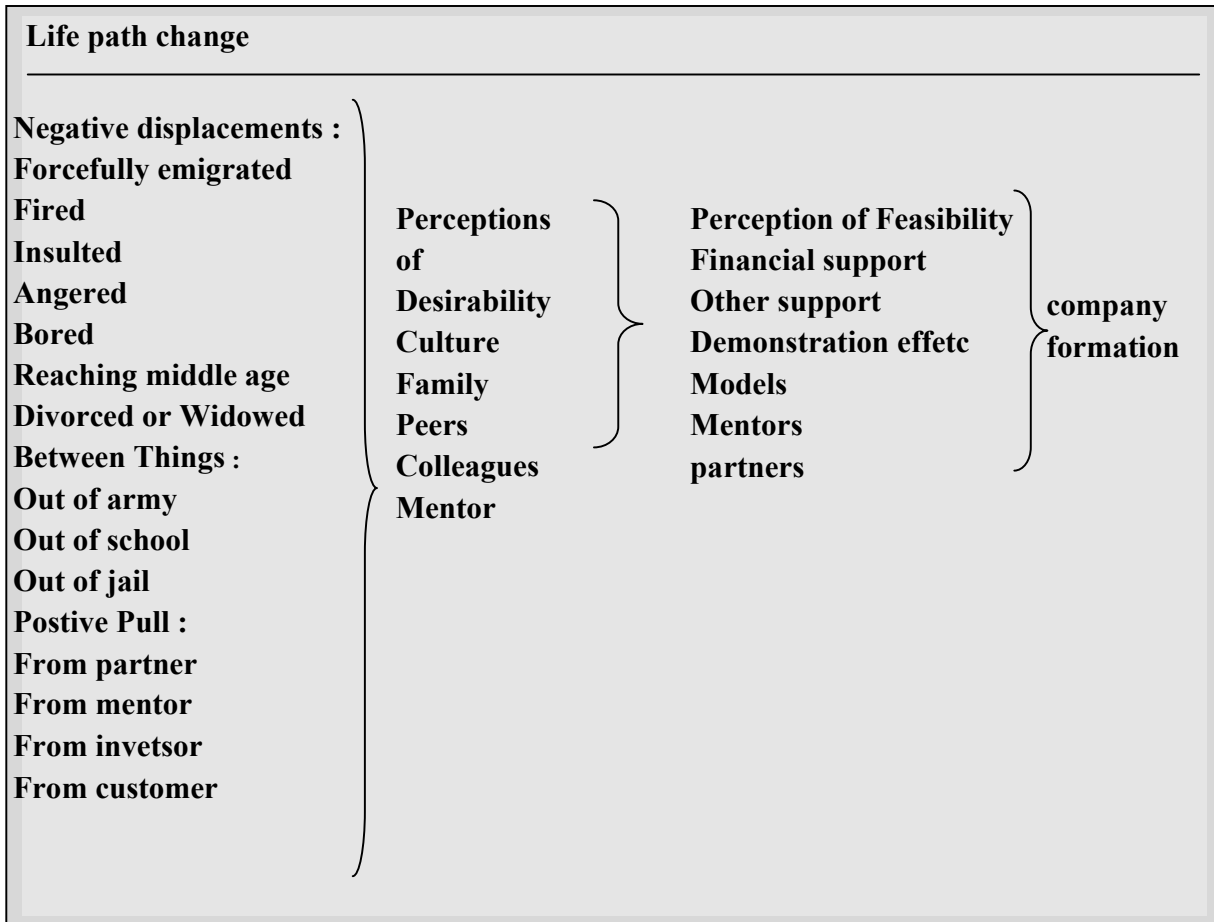 Life path change
Negative displacements :
Forcefully emigrated
Fired
Insulted
Angered
Bored
Reaching middle age
Divorced or Widowed
Between Things :
Out of army
Out of school
Out of jail
Postive Pull :
From partner
From mentor
From invetsor
From customer
Perceptions
of
Desirability
Culture
Family
Peers
Colleagues
Mentor
Perception of Feasibility
Financial support
Other support
Demonstration effetc
Models
Mentors
partners
company
formation